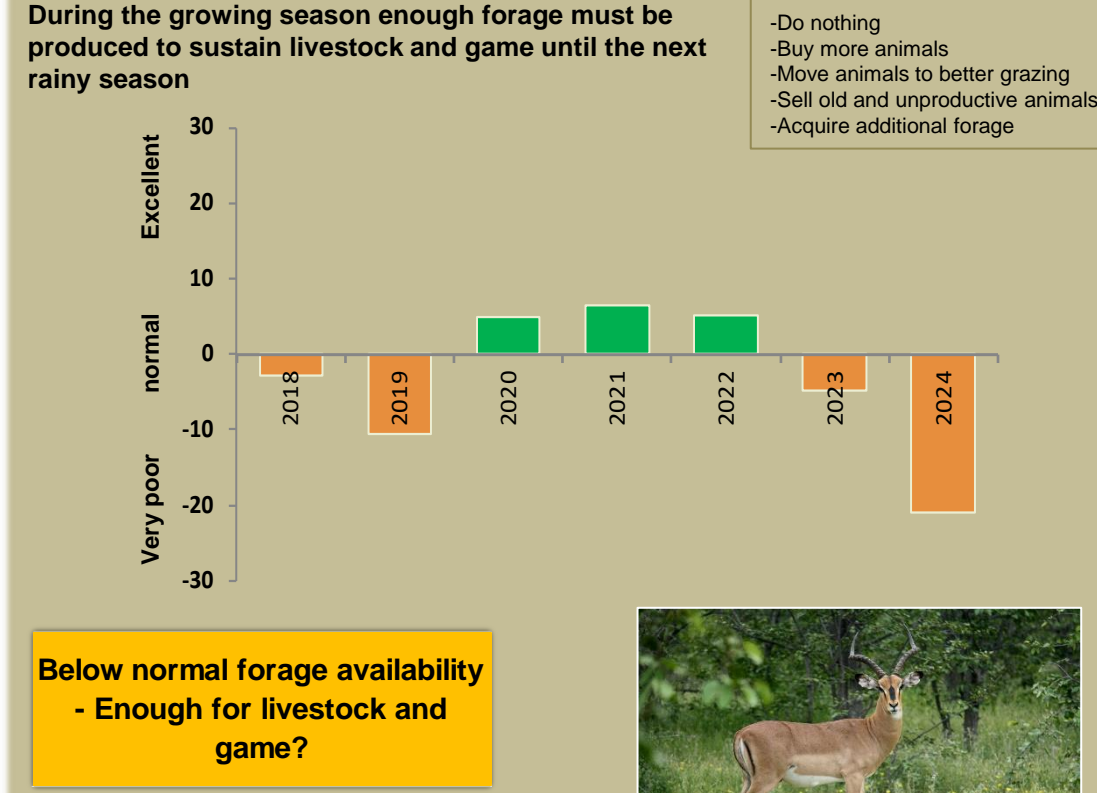 During the growing season enough forage must be
produced to sustain livestock and game until the next
rainy season
-Do nothing
-Buy more animals
-Move animals to better grazing
-Sell old and unproductive animals
-Acquire additional forage
Excellent
normal
Very poor
30
20
10
0
-10
-20
-30
2018
2019
2020
2021
2022
2023
2024
Below normal forage availability
- Enough for livestock and
game?